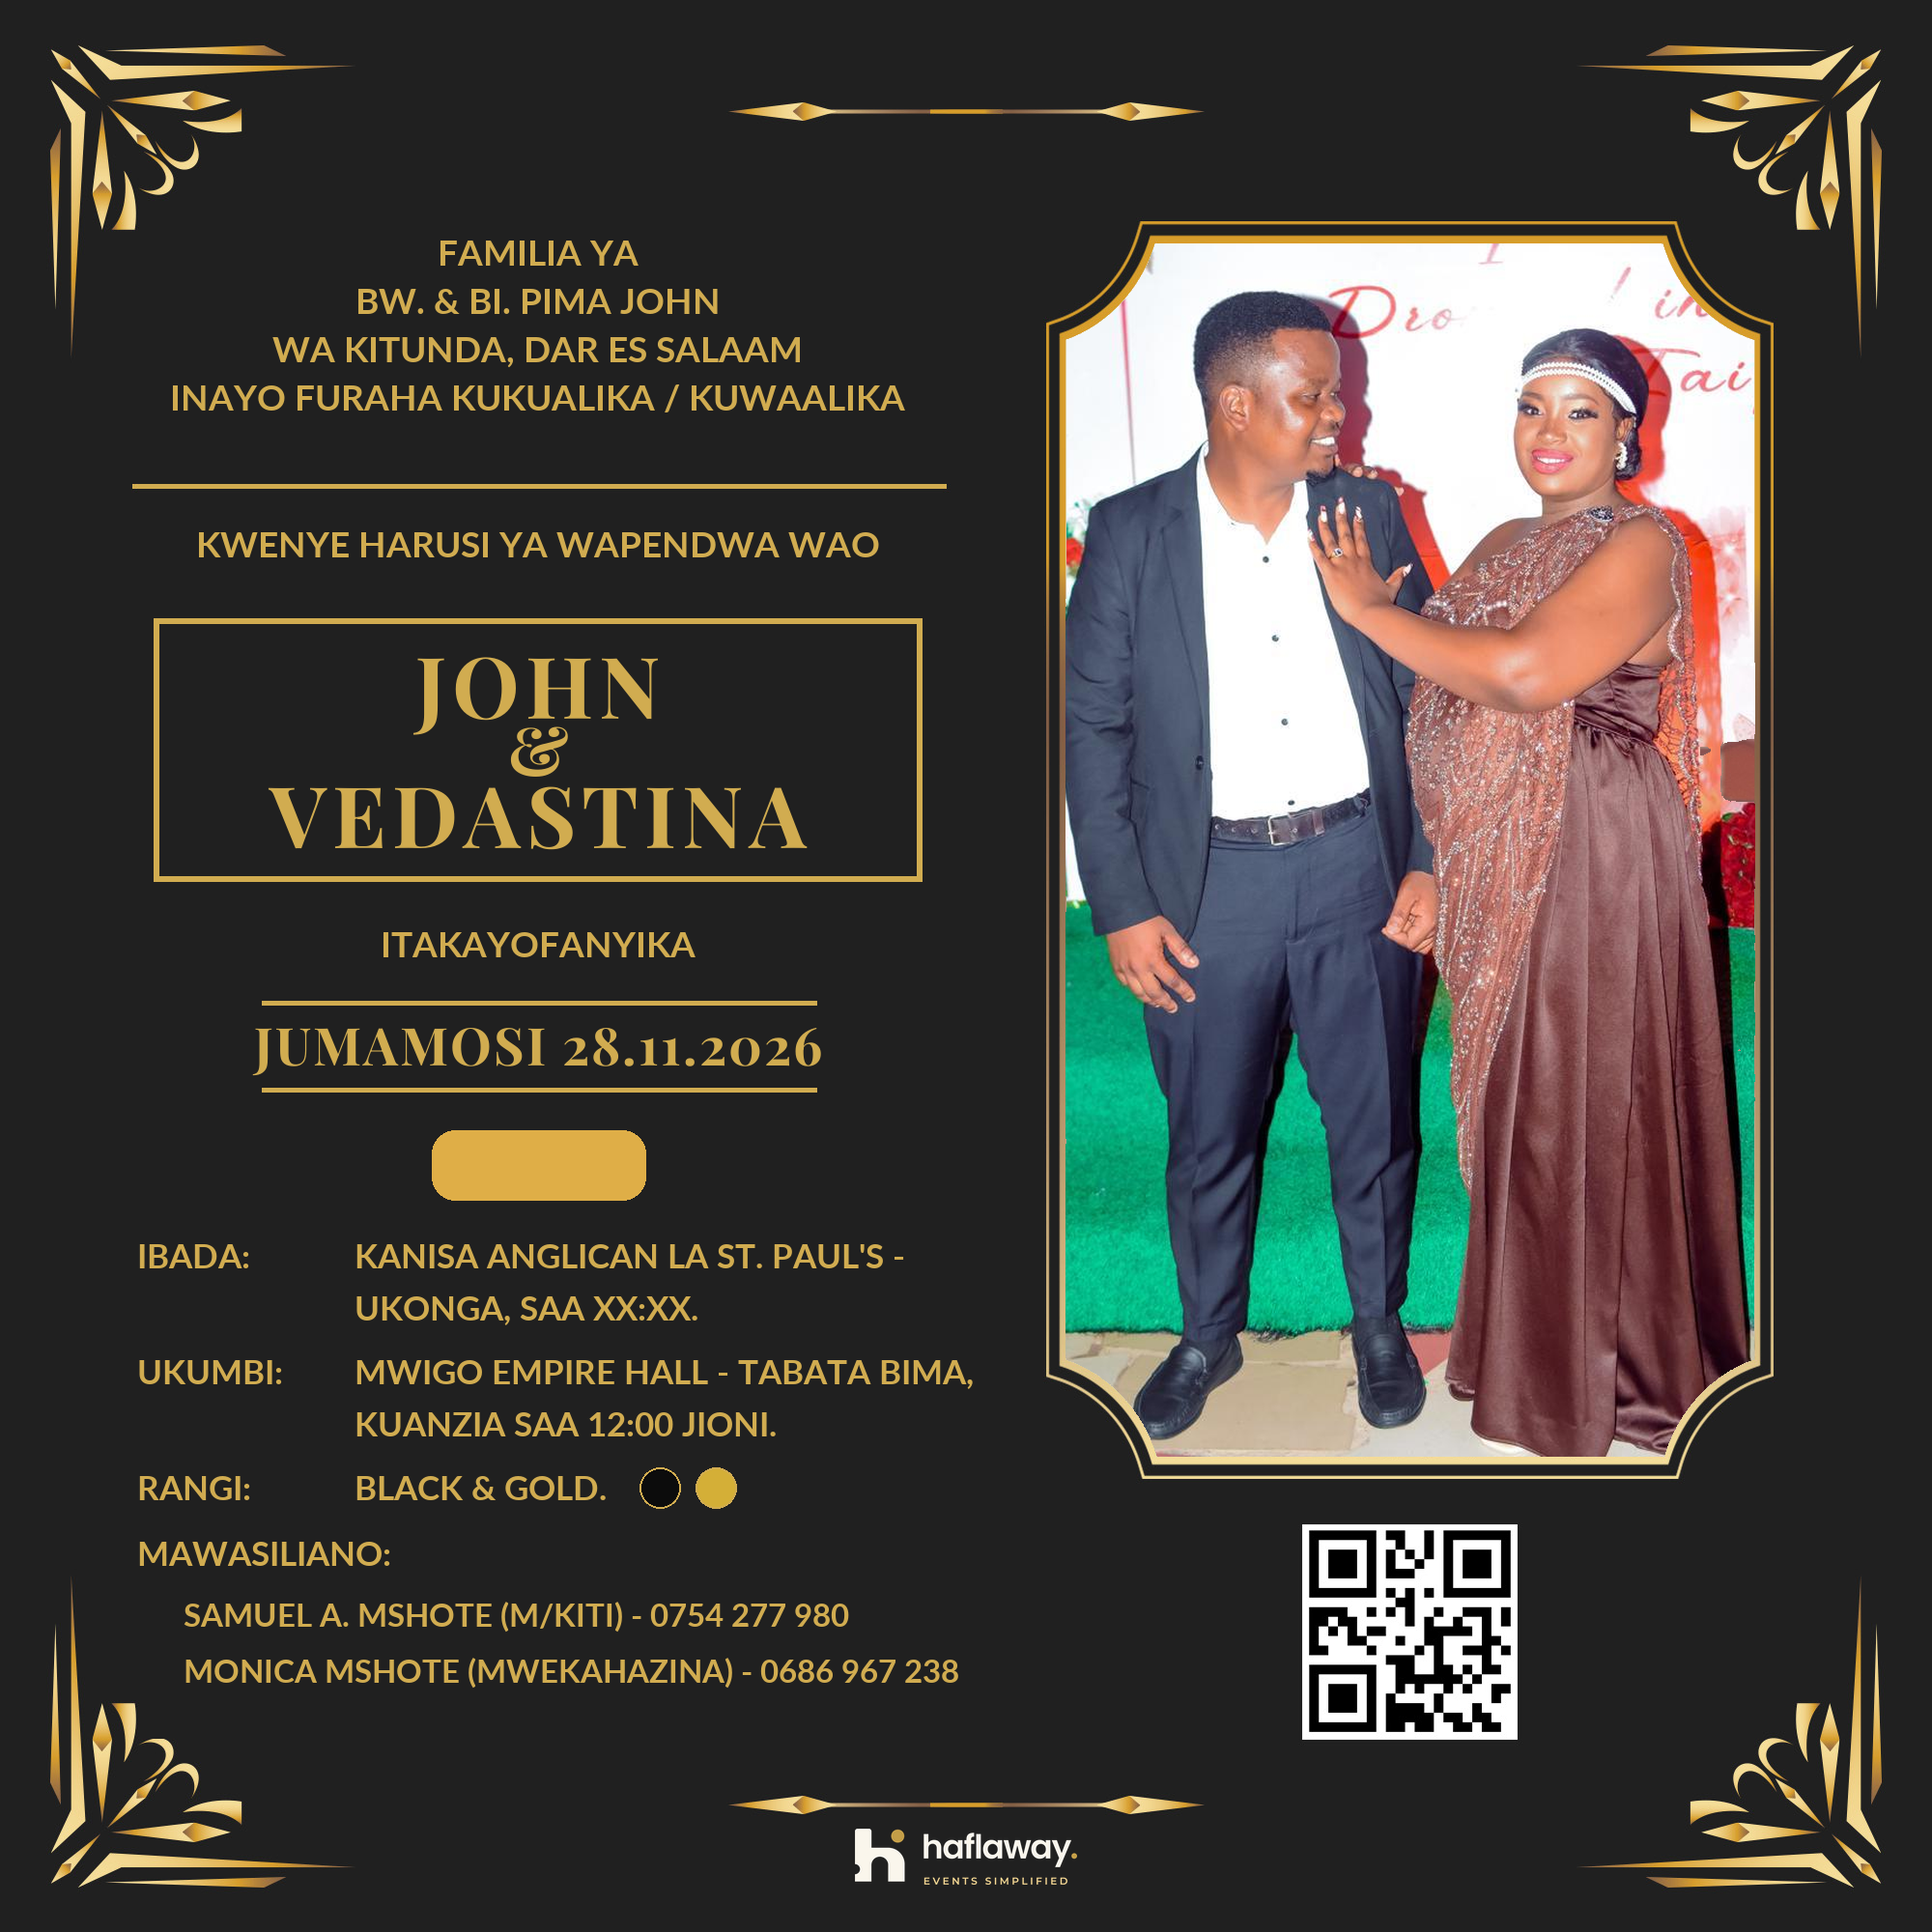 FAMILIA YA
BW. & BI. PIMA JOHN
WA KITUNDA, DAR ES SALAAM
INAYO FURAHA KUKUALIKA / KUWAALIKA
KWENYE HARUSI YA WAPENDWA WAO
JOHN
&
VEDASTINA
ITAKAYOFANYIKA
JUMAMOSI 28.11.2026
IBADA: KANISA ANGLICAN LA ST. PAUL'S -
UKONGA, SAA XX:XX.
UKUMBI: MWIGO EMPIRE HALL - TABATA BIMA,
KUANZIA SAA 12:00 JIONI.
RANGI: BLACK & GOLD.
MAWASILIANO:
SAMUEL A. MSHOTE (M/KITI) - 0754 277 980
MONICA MSHOTE (MWEKAHAZINA) - 0686 967 238
haflaway.
EVENTS SIMPLIFIED